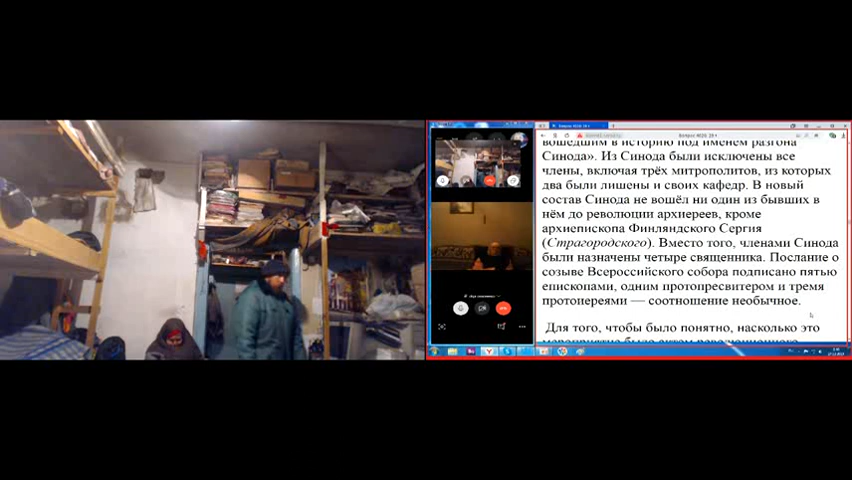 вошедшим в историю под именем разгона
Синода». Из Синода были исключены все
члены, включая трёх митрополитов, из которых
два были лишены и своих кафедр. В новый
состав Синода не вошёл ни один из бывших в
нём до революции архиереев, кроме
архиепископа Финляндского Сергия
(Страгородского). Вместо того, членами Синода
были назначены четыре священника. Послание о
созыве Всероссийского собора подписано пятью
епископами, одним протопресвитером и тремя
протоиереями — соотношение необычное.
Для того, чтобы было понятно, насколько это